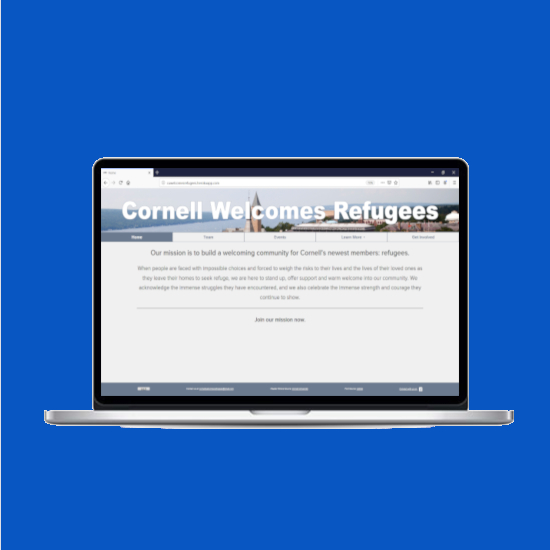 Cornell Welcomes Refugees
Home Team Events Learn More Get Involved
Our mission is to build a welcoming community for Cornell's newest members: refugees.
When people are faced with impossible choices and forced to weigh the risks to their lives and the lives of their loved ones as
they leave their homes to seek refuge, we are here to stand up, offer support and warm welcome into our community. We
acknowledge the immense struggles they have encountered, and we also celebrate the immense strength and courage they
continue to show.
Join our mission now.